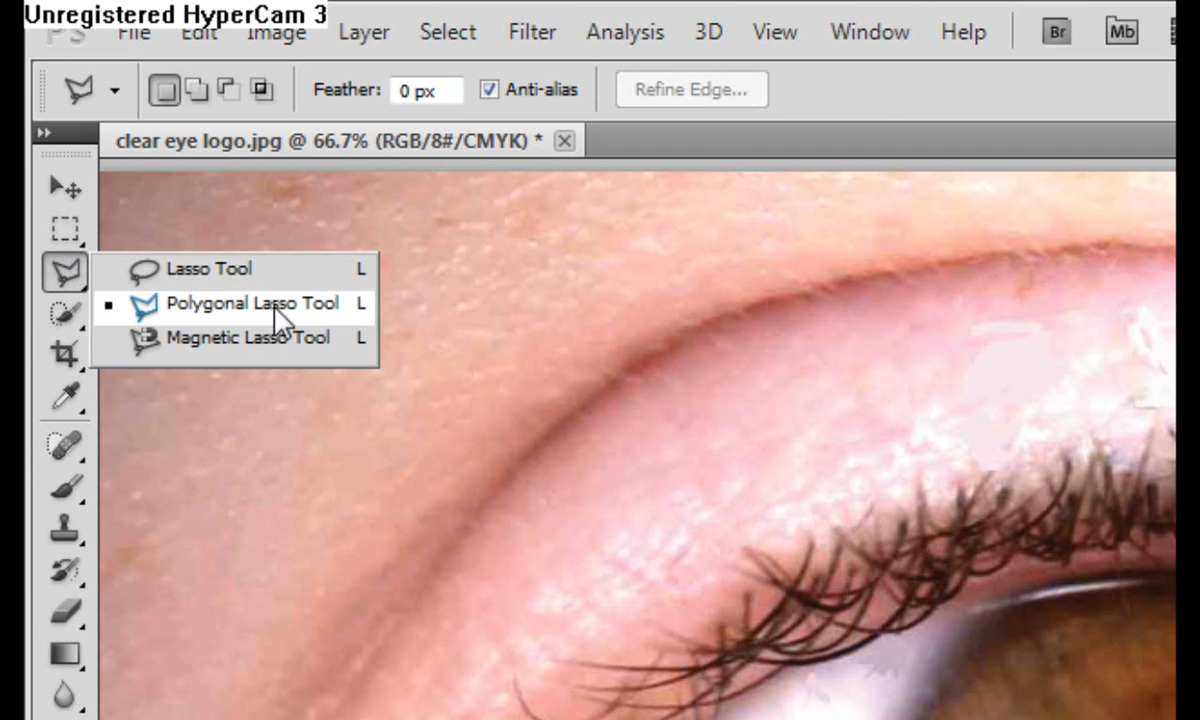 Unregistered HyperCam 3
PS File Edit Image Layer Select Filter Analysis 3D View Window Help Br Mb
Feather: 0 px Anti-alias Refine Edge...
clear eye logo.jpg @ 66.7% (RGB/8#/CMYK) *
Lasso Tool L
Polygonal Lasso Tool L
Magnetic Lasso Tool L